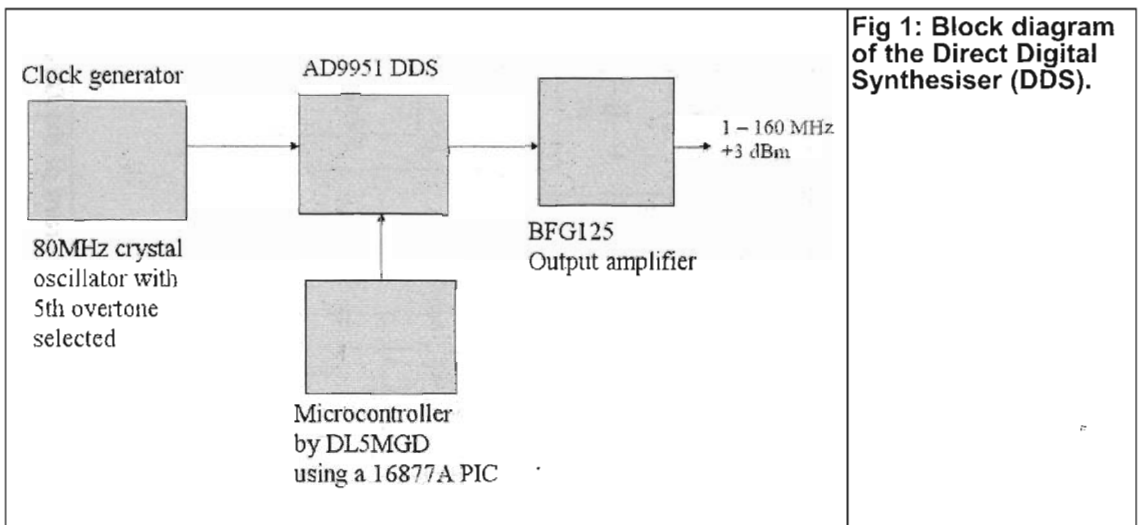 Fig 1: Block diagram
of the Direct Digital
Synthesiser (DDS).
Clock generator
AD9951 DDS
1 – 160 MHz
+3 dBm
BFG125
Output amplifier
80MHz crystal
oscillator with
5th overtone
selected
Microcontroller
by DL5MGD
using a 16877A PIC